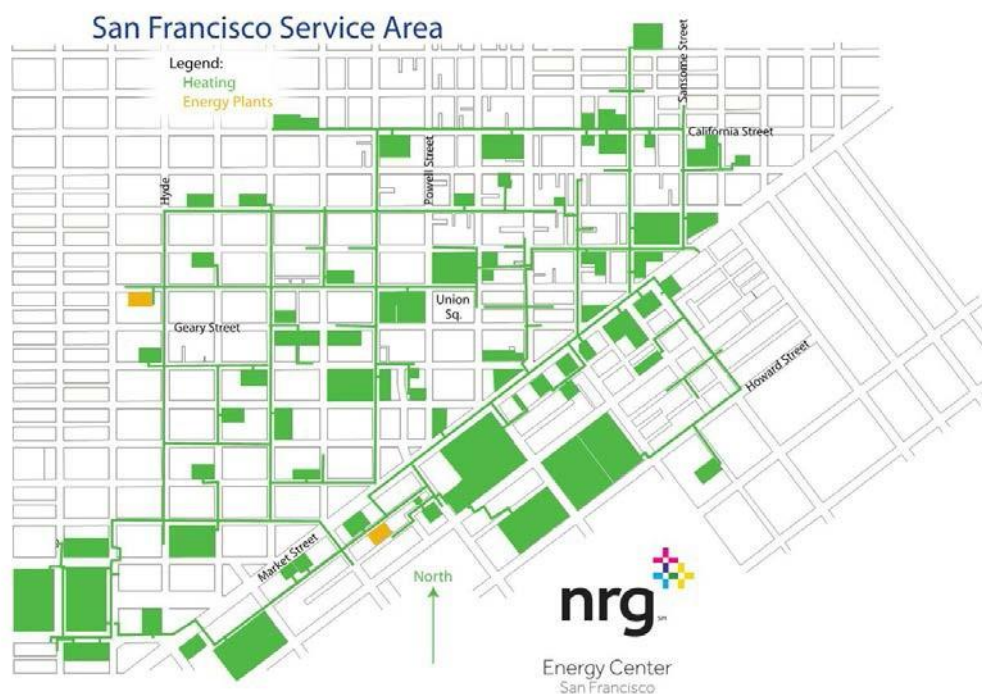 San Francisco Service Area
Legend:
Heating
Energy Plants
Sansome Street
California Street
Powell Street
Hyde
Union
Sq.
Geary Street
Howard Street
Market Street
North
nrg
SM
Energy Center
San Francisco